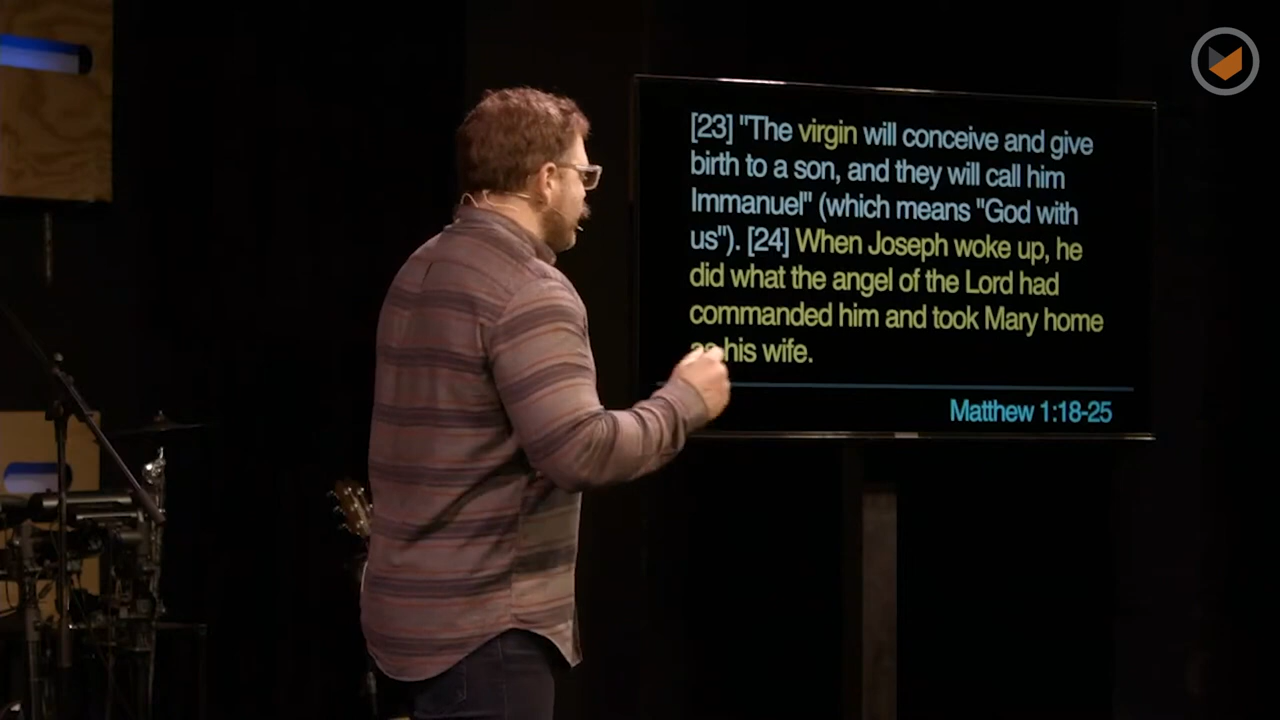 [23] "The virgin will conceive and give
birth to a son, and they will call him
Immanuel" (which means "God with
us"). [24] When Joseph woke up, he
did what the angel of the Lord had
commanded him and took Mary home
as his wife.
Matthew 1:18-25